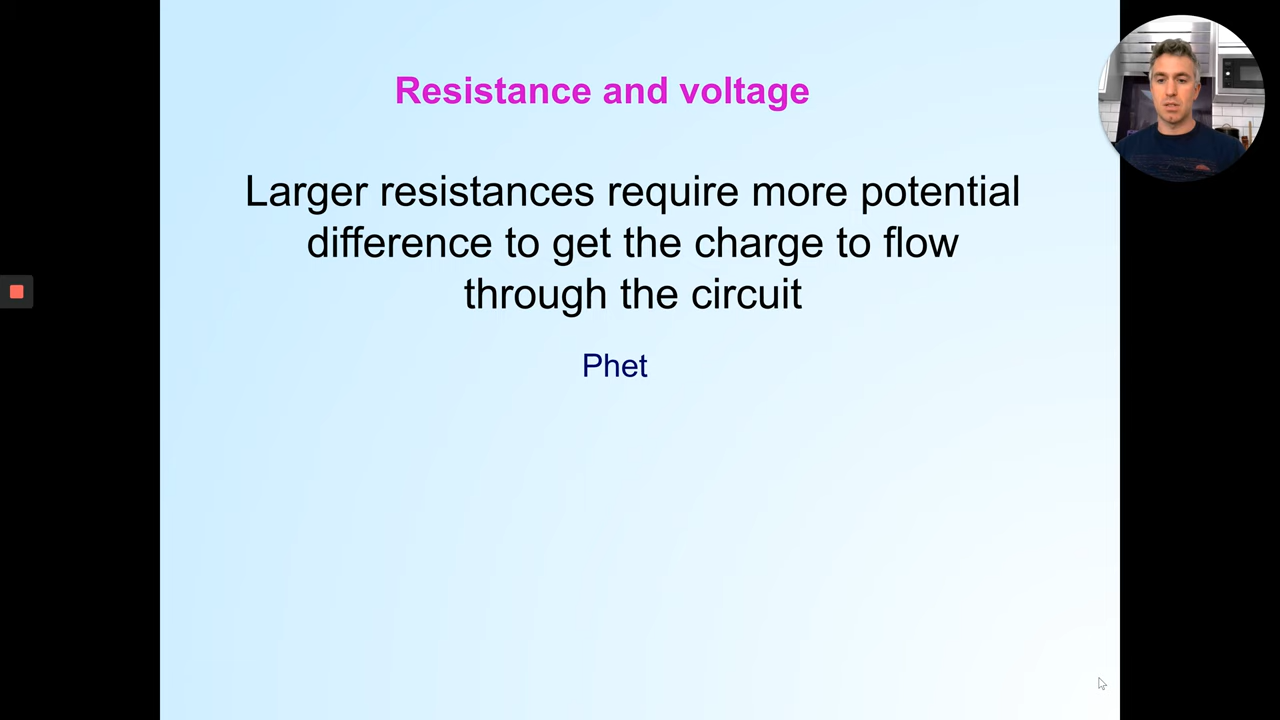 Resistance and voltage
Larger resistances require more potential
difference to get the charge to flow
through the circuit
Phet